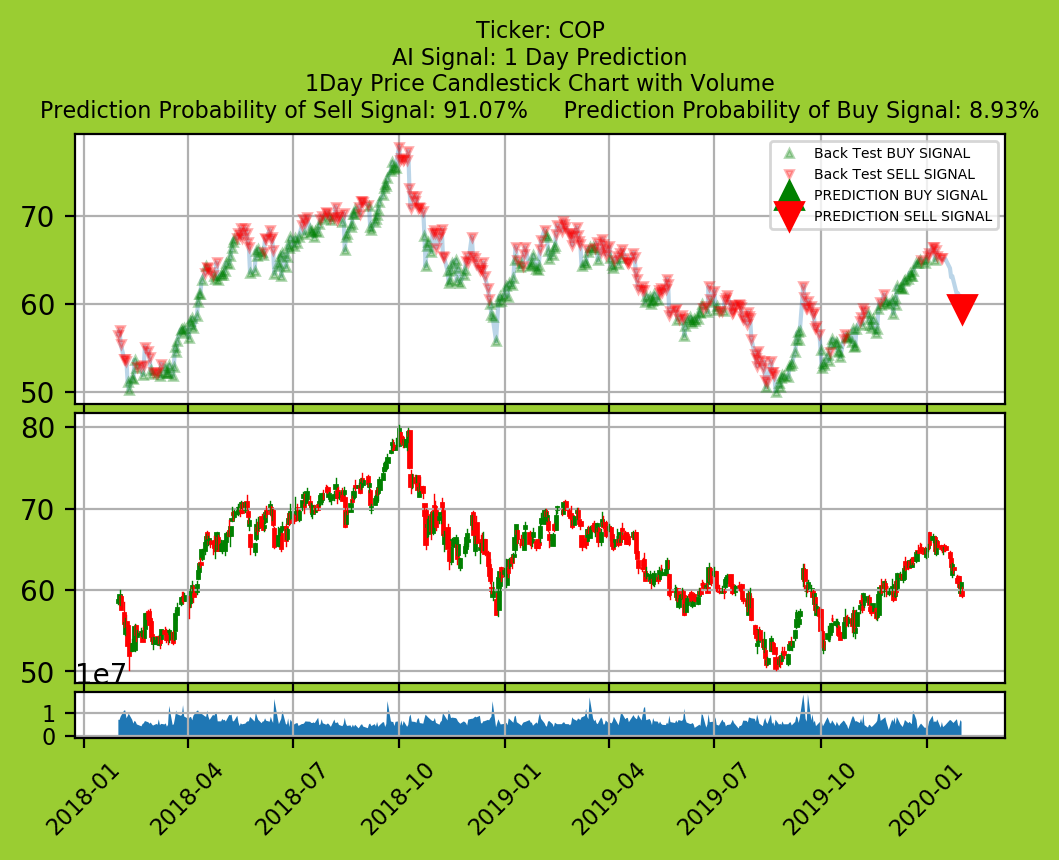 Ticker: COP
AI Signal: 1 Day Prediction
1Day Price Candlestick Chart with Volume
Prediction Probability of Sell Signal: 91.07% Prediction Probability of Buy Signal: 8.93%
Back Test BUY SIGNAL
Back Test SELL SIGNAL
PREDICTION BUY SIGNAL
PREDICTION SELL SIGNAL
70
60
50
80
70
60
50
1e7
1
0
2018-01
2018-04
2018-07
2018-10
2019-01
2019-04
2019-07
2019-10
2020-01